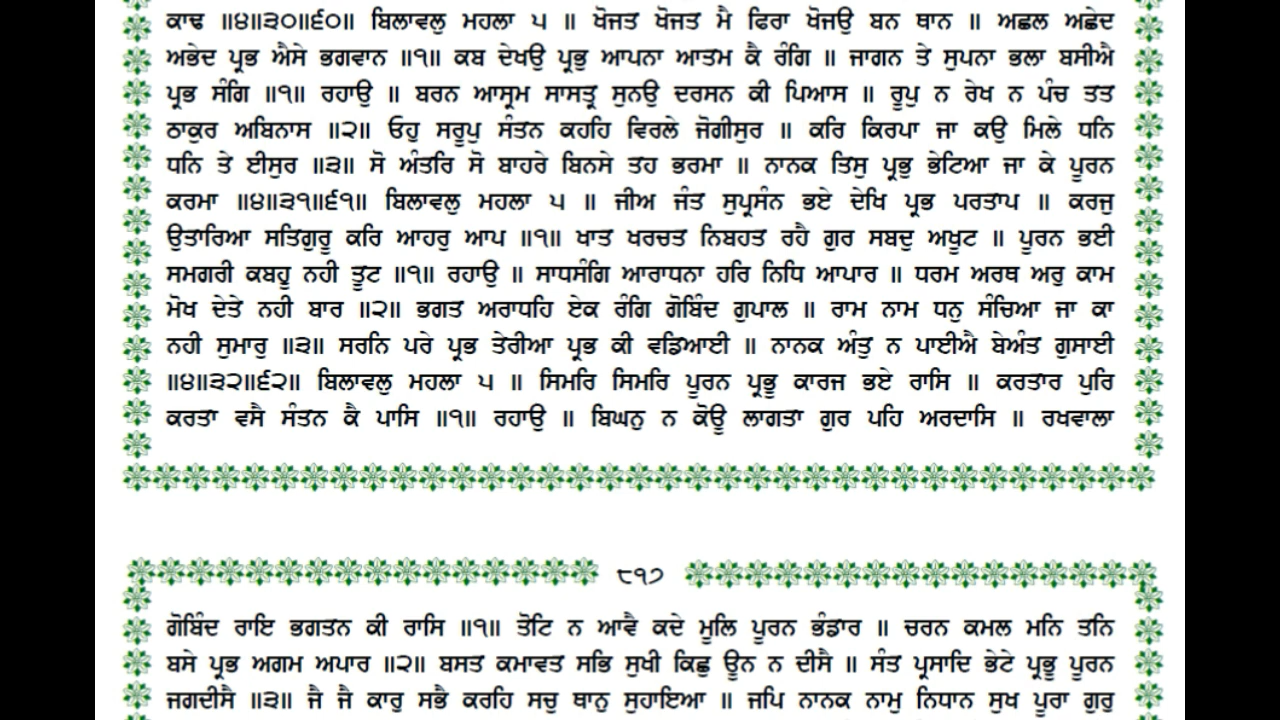 ਕਾਢ ॥੪॥੩੦॥੬੦॥ ਬਿਲਾਵਲੁ ਮਹਲਾ ੫ ॥ ਖੋਜਤ ਖੋਜਤ ਮੈ ਫਿਰਾ ਖੋਜਉ ਬਨ ਥਾਨ ॥ ਅਛਲ ਅਛੇਦ
ਅਭੇਦ ਪ੍ਰਭ ਐਸੇ ਭਗਵਾਨ ॥੧॥ ਕਬ ਦੇਖਉ ਪ੍ਰਭੁ ਆਪਨਾ ਆਤਮ ਕੈ ਰੰਗਿ ॥ ਜਾਗਨ ਤੇ ਸੁਪਨਾ ਭਲਾ ਬਸੀਐ
ਪ੍ਰਭ ਸੰਗਿ ॥੧॥ ਰਹਾਉ ॥ ਬਰਨ ਆਸ੍ਰਮ ਸਾਸਤ੍ਰ ਸੁਨਉ ਦਰਸਨ ਕੀ ਪਿਆਸ ॥ ਰੂਪੁ ਨ ਰੇਖ ਨ ਪੰਚ ਤਤ
ਠਾਕੁਰ ਅਬਿਨਾਸ ॥੨॥ ਓਹੁ ਸਰੂਪੁ ਸੰਤਨ ਕਹਹਿ ਵਿਰਲੇ ਜੋਗੀਸੁਰ ॥ ਕਰਿ ਕਿਰਪਾ ਜਾ ਕਉ ਮਿਲੇ ਧਨਿ
ਧਨਿ ਤੇ ਈਸੁਰ ॥੩॥ ਸੋ ਅੰਤਰਿ ਸੋ ਬਾਹਰੇ ਬਿਨਸੇ ਤਹ ਭਰਮਾ ॥ ਨਾਨਕ ਤਿਸੁ ਪ੍ਰਭੁ ਭੇਟਿਆ ਜਾ ਕੇ ਪੂਰਨ
ਕਰਮਾ ॥੪॥੩੧॥੬੧॥ ਬਿਲਾਵਲੁ ਮਹਲਾ ੫ ॥ ਜੀਅ ਜੰਤ ਸੁਪ੍ਰਸੰਨ ਭਏ ਦੇਖਿ ਪ੍ਰਭ ਪਰਤਾਪ ॥ ਕਰਜੁ
ਉਤਾਰਿਆ ਸਤਿਗੁਰੂ ਕਰਿ ਆਹਰੁ ਆਪ ॥੧॥ ਖਾਤ ਖਰਚਤ ਨਿਬਹਤ ਰਹੈ ਗੁਰ ਸਬਦੁ ਅਖੂਟ ॥ ਪੂਰਨ ਭਈ
ਸਮਗਰੀ ਕਬਹੂ ਨਹੀ ਤੂਟ ॥੧॥ ਰਹਾਉ ॥ ਸਾਧਸੰਗਿ ਆਰਾਧਨਾ ਹਰਿ ਨਿਧਿ ਆਪਾਰ ॥ ਧਰਮ ਅਰਥ ਅਰੁ ਕਾਮ
ਮੋਖ ਦੇਤੇ ਨਹੀ ਬਾਰ ॥੨॥ ਭਗਤ ਅਰਾਧਹਿ ਏਕ ਰੰਗਿ ਗੋਬਿੰਦ ਗੁਪਾਲ ॥ ਰਾਮ ਨਾਮ ਧਨੁ ਸੰਚਿਆ ਜਾ ਕਾ
ਨਹੀ ਸੁਮਾਰੁ ॥੩॥ ਸਰਨਿ ਪਰੇ ਪ੍ਰਭ ਤੇਰੀਆ ਪ੍ਰਭ ਕੀ ਵਡਿਆਈ ॥ ਨਾਨਕ ਅੰਤੁ ਨ ਪਾਈਐ ਬੇਅੰਤ ਗੁਸਾਈ
॥੪॥੩੨॥੬੨॥ ਬਿਲਾਵਲੁ ਮਹਲਾ ੫ ॥ ਸਿਮਰਿ ਸਿਮਰਿ ਪੂਰਨ ਪ੍ਰਭੂ ਕਾਰਜ ਭਏ ਰਾਸਿ ॥ ਕਰਤਾਰ ਪੁਰਿ
ਕਰਤਾ ਵਸੈ ਸੰਤਨ ਕੈ ਪਾਸਿ ॥੧॥ ਰਹਾਉ ॥ ਬਿਘਨੁ ਨ ਕੋਊ ਲਾਗਤਾ ਗੁਰ ਪਹਿ ਅਰਦਾਸਿ ॥ ਰਖਵਾਲਾ
੮੧੭
ਗੋਬਿੰਦ ਰਾਇ ਭਗਤਨ ਕੀ ਰਾਸਿ ॥੧॥ ਤੋਟਿ ਨ ਆਵੈ ਕਦੇ ਮੂਲਿ ਪੂਰਨ ਭੰਡਾਰ ॥ ਚਰਨ ਕਮਲ ਮਨਿ ਤਨਿ
ਬਸੇ ਪ੍ਰਭ ਅਗਮ ਅਪਾਰ ॥੨॥ ਬਸਤ ਕਮਾਵਤ ਸਭਿ ਸੁਖੀ ਕਿਛੁ ਊਨ ਨ ਦੀਸੈ ॥ ਸੰਤ ਪ੍ਰਸਾਦਿ ਭੇਟੇ ਪ੍ਰਭੂ ਪੂਰਨ
ਜਗਦੀਸੈ ॥੩॥ ਜੈ ਜੈ ਕਾਰੁ ਸਭੈ ਕਰਹਿ ਸਚੁ ਥਾਨੁ ਸੁਹਾਇਆ ॥ ਜਪਿ ਨਾਨਕ ਨਾਮੁ ਨਿਧਾਨ ਸੁਖ ਪੂਰਾ ਗੁਰੁ